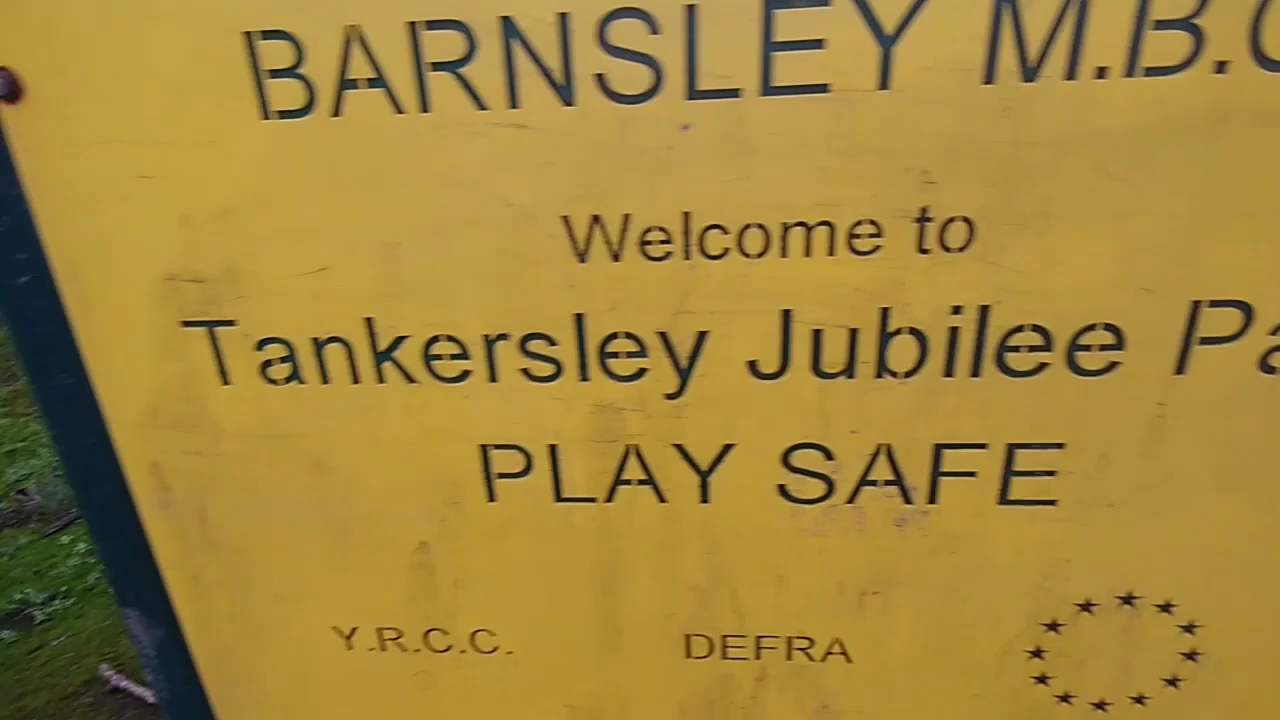 BARNSLEY M.B.C
Welcome to
Tankersley Jubilee Pa
PLAY SAFE
Y.R.C.C. DEFRA